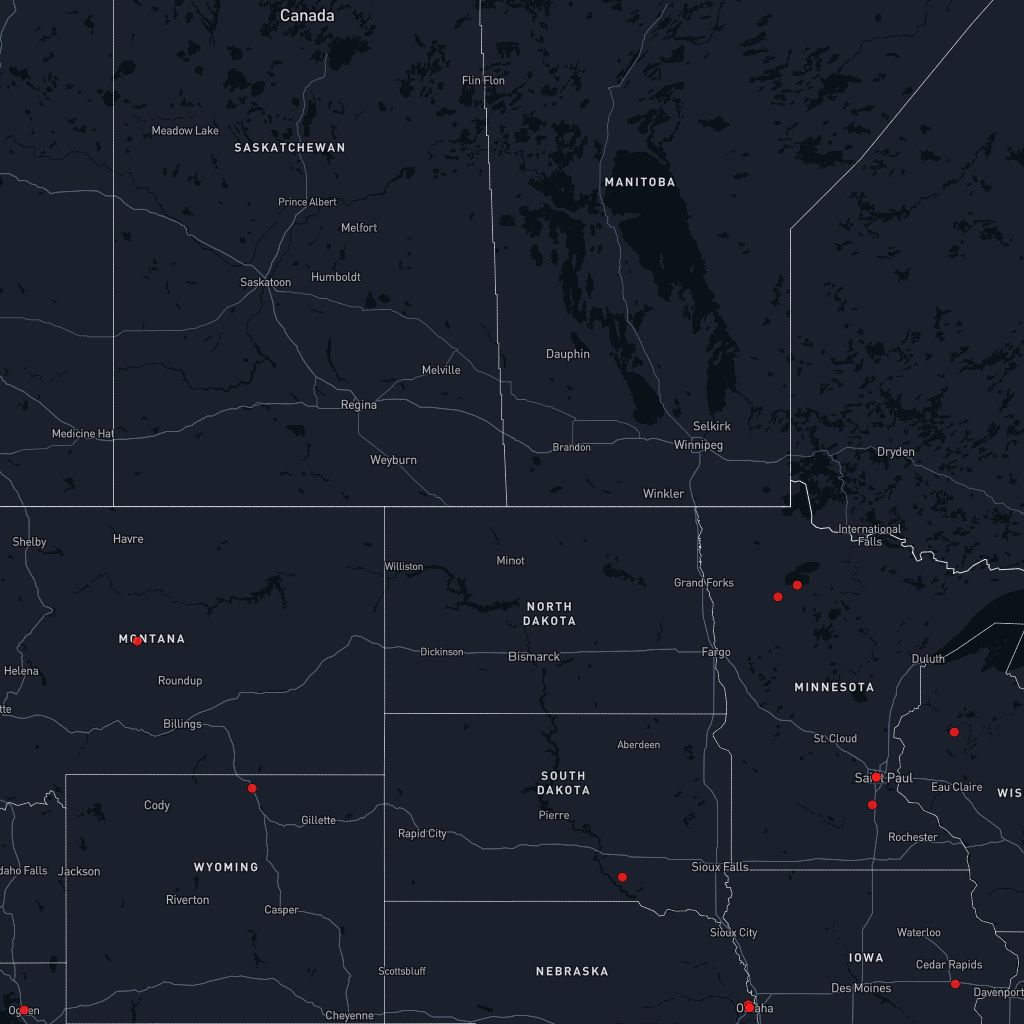 Canada
Flin Flon
Meadow Lake
SASKATCHEWAN
MANITOBA
Prince Albert
Melfort
Humboldt
Saskatoon
Dauphin
Melville
Regina
Selkirk
Medicine Hat
Winnipeg
Brandon
Dryden
Weyburn
Winkler
International
Falls
Shelby
Havre
Minot
Williston
Grand Forks
NORTH
DAKOTA
MONTANA
Dickinson
Bismarck
Fargo
Duluth
Helena
Roundup
MINNESOTA
tte
Billings
St. Cloud
Aberdeen
SOUTH
DAKOTA
Saint Paul
Eau Claire
WIS
Cody
Pierre
Gillette
Rapid City
Rochester
WYOMING
Sioux Falls
daho Falls
Jackson
Riverton
Casper
Sioux City
Waterloo
IOWA
Cedar Rapids
Scottsbluff
NEBRASKA
Des Moines
Davenport
Ogden
Omaha
Cheyenne